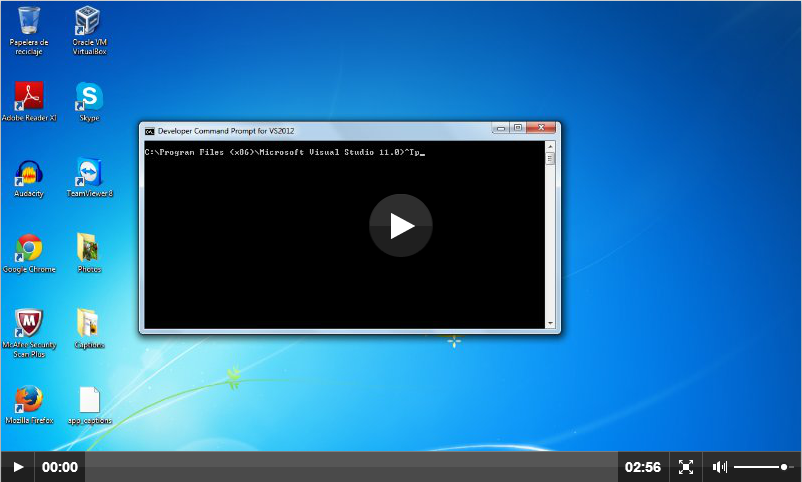 Papelera de
reciclaje
Oracle VM
VirtualBox
Adobe Reader XI
Skype
Developer Command Prompt for VS2012
C:\Program Files (x86)\Microsoft Visual Studio 11.0>^Ip_
Audacity
TeamViewer 8
Google Chrome
Photos
McAfee Security
Scan Plus
Captions
Mozilla Firefox
app_captions
00:00
02:56